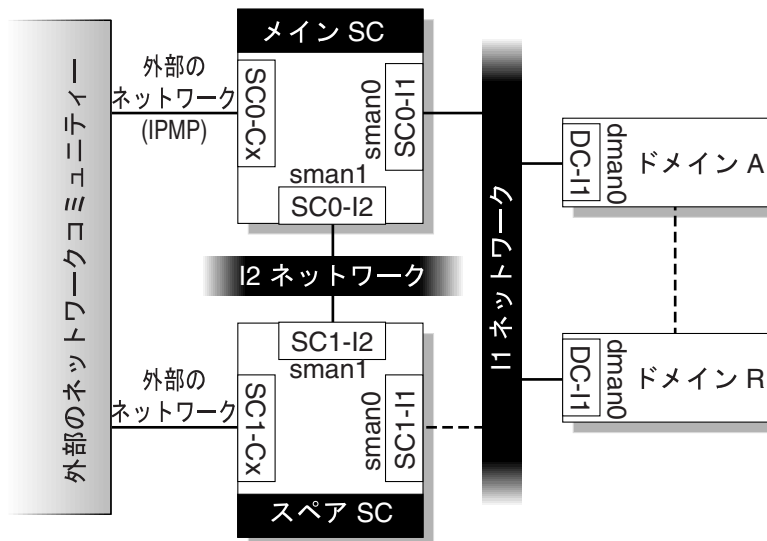 外部のネットワークコミュニティー
外部の
ネットワーク
(IPMP)
メイン SC
SC0-Cx
sman0
SC0-I1
sman1
SC0-I2
I2 ネットワーク
SC1-I2
sman1
外部の
ネットワーク
SC1-Cx
sman0
SC1-I1
スペア SC
I1 ネットワーク
DC-I1
dman0
ドメイン A
DC-I1
dman0
ドメイン R